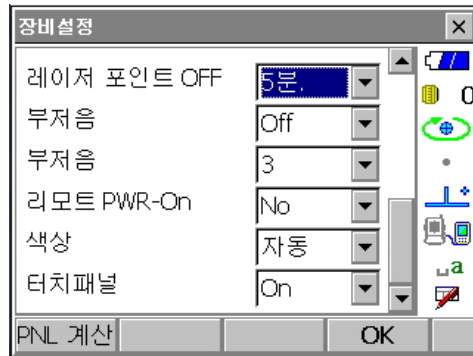 장비설정
레이저 포인트 OFF 5분.
부저음 Off
부저음 3
리모트 PWR-On No
색상 자동
터치패널 On
0
a
PNL 계산 OK